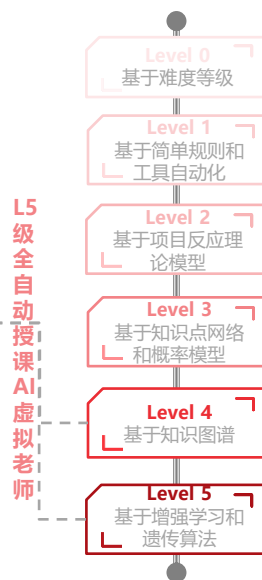 Level 0
基于难度等级
Level 1
基于简单规则和
工具自动化
Level 2
基于项目反应理
论模型
Level 3
基于知识点网络
和概率模型
Level 4
基于知识图谱
Level 5
基于增强学习和
遗传算法
L5
级
全
自
动
授
课
AI
虚
拟
老
师